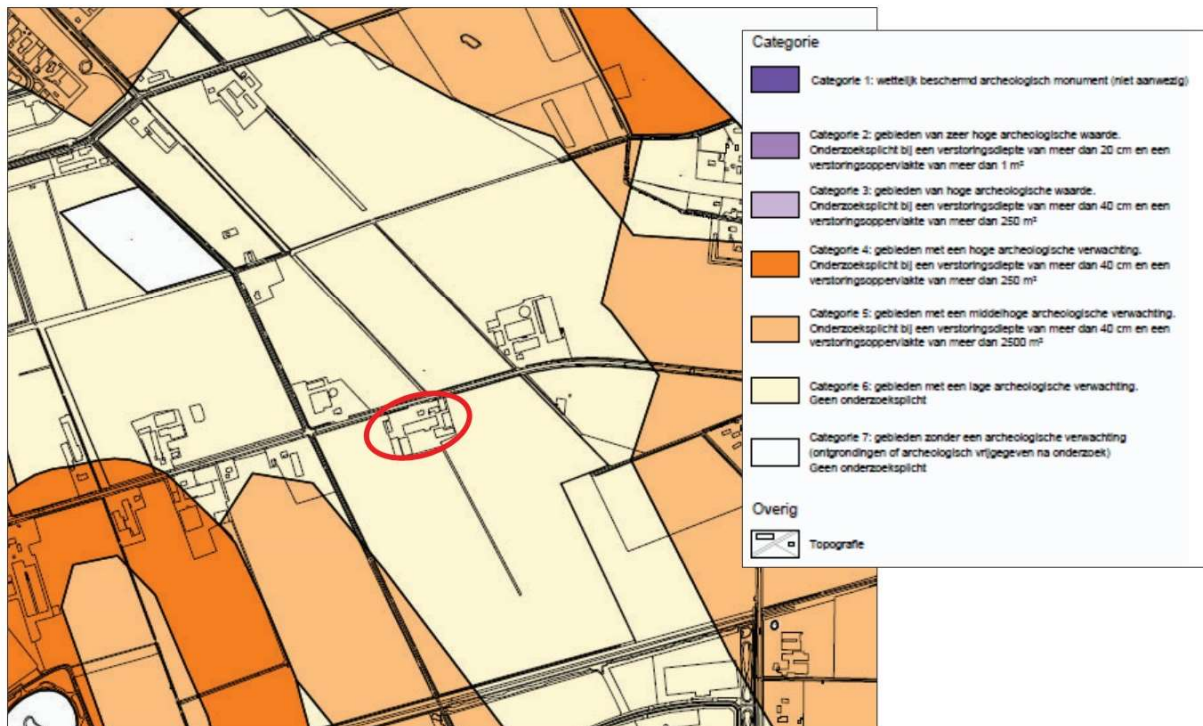 Categorie
Categorie 1: wettelijk beschermd archeologisch monument (niet aanwezig)
Categorie 2: gebieden van zeer hoge archeologische waarde.
Onderzoeksplicht bij een verstoringsdiepte van meer dan 20 cm en een
verstoringsoppervlakte van meer dan 1 m²
Categorie 3: gebieden van hoge archeologische waarde.
Onderzoeksplicht bij een verstoringsdiepte van meer dan 40 cm en een
verstoringsoppervlakte van meer dan 250 m²
Categorie 4: gebieden met een hoge archeologische verwachting.
Onderzoeksplicht bij een verstoringsdiepte van meer dan 40 cm en een
verstoringsoppervlakte van meer dan 250 m²
Categorie 5: gebieden met een middelhoge archeologische verwachting.
Onderzoeksplicht bij een verstoringsdiepte van meer dan 40 cm en een
verstoringsoppervlakte van meer dan 2500 m²
Categorie 6: gebieden met een lage archeologische verwachting.
Geen onderzoeksplicht
Categorie 7: gebieden zonder een archeologische verwachting
(ontgrondingen of archeologisch vrijgegeven na onderzoek)
Geen onderzoeksplicht
Overig
Topografie